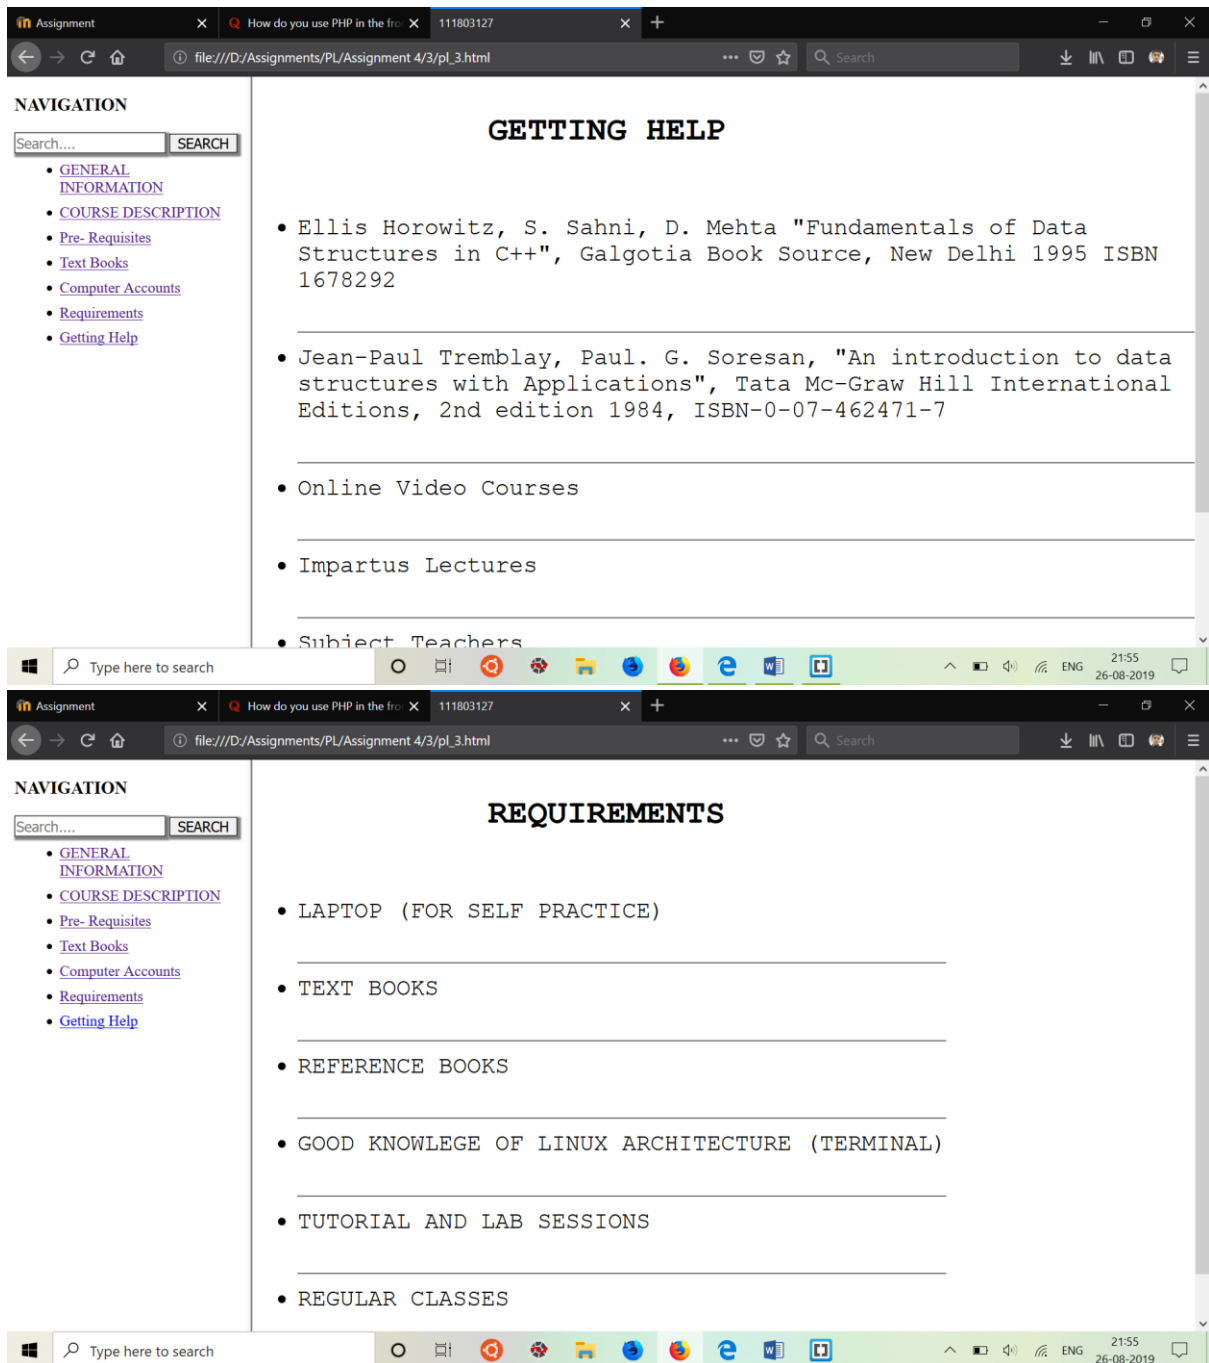 Assignment
How do you use PHP in the fro
111803127
file:///D:/Assignments/PL/Assignment 4/3/pl_3.html
Search
NAVIGATION
Search....
SEARCH
GENERAL
INFORMATION
COURSE DESCRIPTION
Pre- Requisites
Text Books
Computer Accounts
Requirements
Getting Help
GETTING HELP
Ellis Horowitz, S. Sahni, D. Mehta "Fundamentals of Data
Structures in C++", Galgotia Book Source, New Delhi 1995 ISBN
1678292
Jean-Paul Tremblay, Paul. G. Soresan, "An introduction to data
structures with Applications", Tata Mc-Graw Hill International
Editions, 2nd edition 1984, ISBN-0-07-462471-7
Online Video Courses
Impartus Lectures
Subject Teachers
Type here to search
ENG
21:55
26-08-2019
Assignment
How do you use PHP in the fro
111803127
file:///D:/Assignments/PL/Assignment 4/3/pl_3.html
Search
NAVIGATION
Search....
SEARCH
GENERAL
INFORMATION
COURSE DESCRIPTION
Pre- Requisites
Text Books
Computer Accounts
Requirements
Getting Help
REQUIREMENTS
LAPTOP (FOR SELF PRACTICE)
TEXT BOOKS
REFERENCE BOOKS
GOOD KNOWLEGE OF LINUX ARCHITECTURE (TERMINAL)
TUTORIAL AND LAB SESSIONS
REGULAR CLASSES
Type here to search
ENG
21:55
26-08-2019